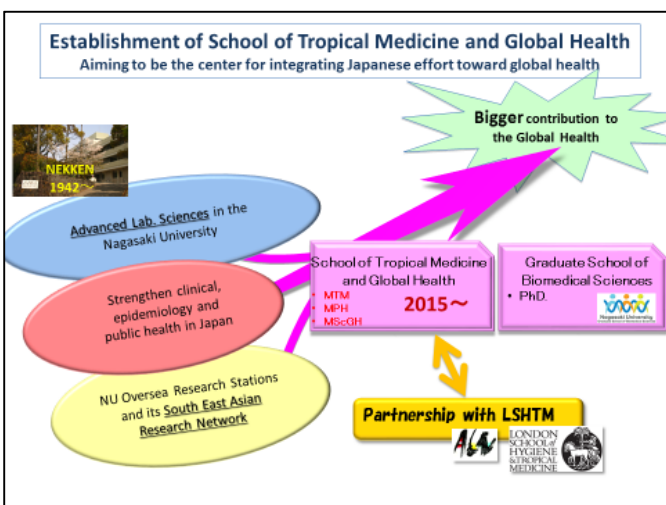 Establishment of School of Tropical Medicine and Global Health
Aiming to be the center for integrating Japanese effort toward global health
Bigger contribution to
the Global Health
NEKKEN
1942～
Advanced Lab. Sciences in the
Nagasaki University
Strengthen clinical,
epidemiology and
public health in Japan
NU Oversea Research Stations
and its South East Asian
Research Network
School of Tropical Medicine
and Global Health
• MTM
• MPH
• MScGH
2015～
Graduate School of
Biomedical Sciences
• PhD.
Nagasaki University
Partnership with LSHTM
LONDON
SCHOOL of
HYGIENE
& TROPICAL
MEDICINE